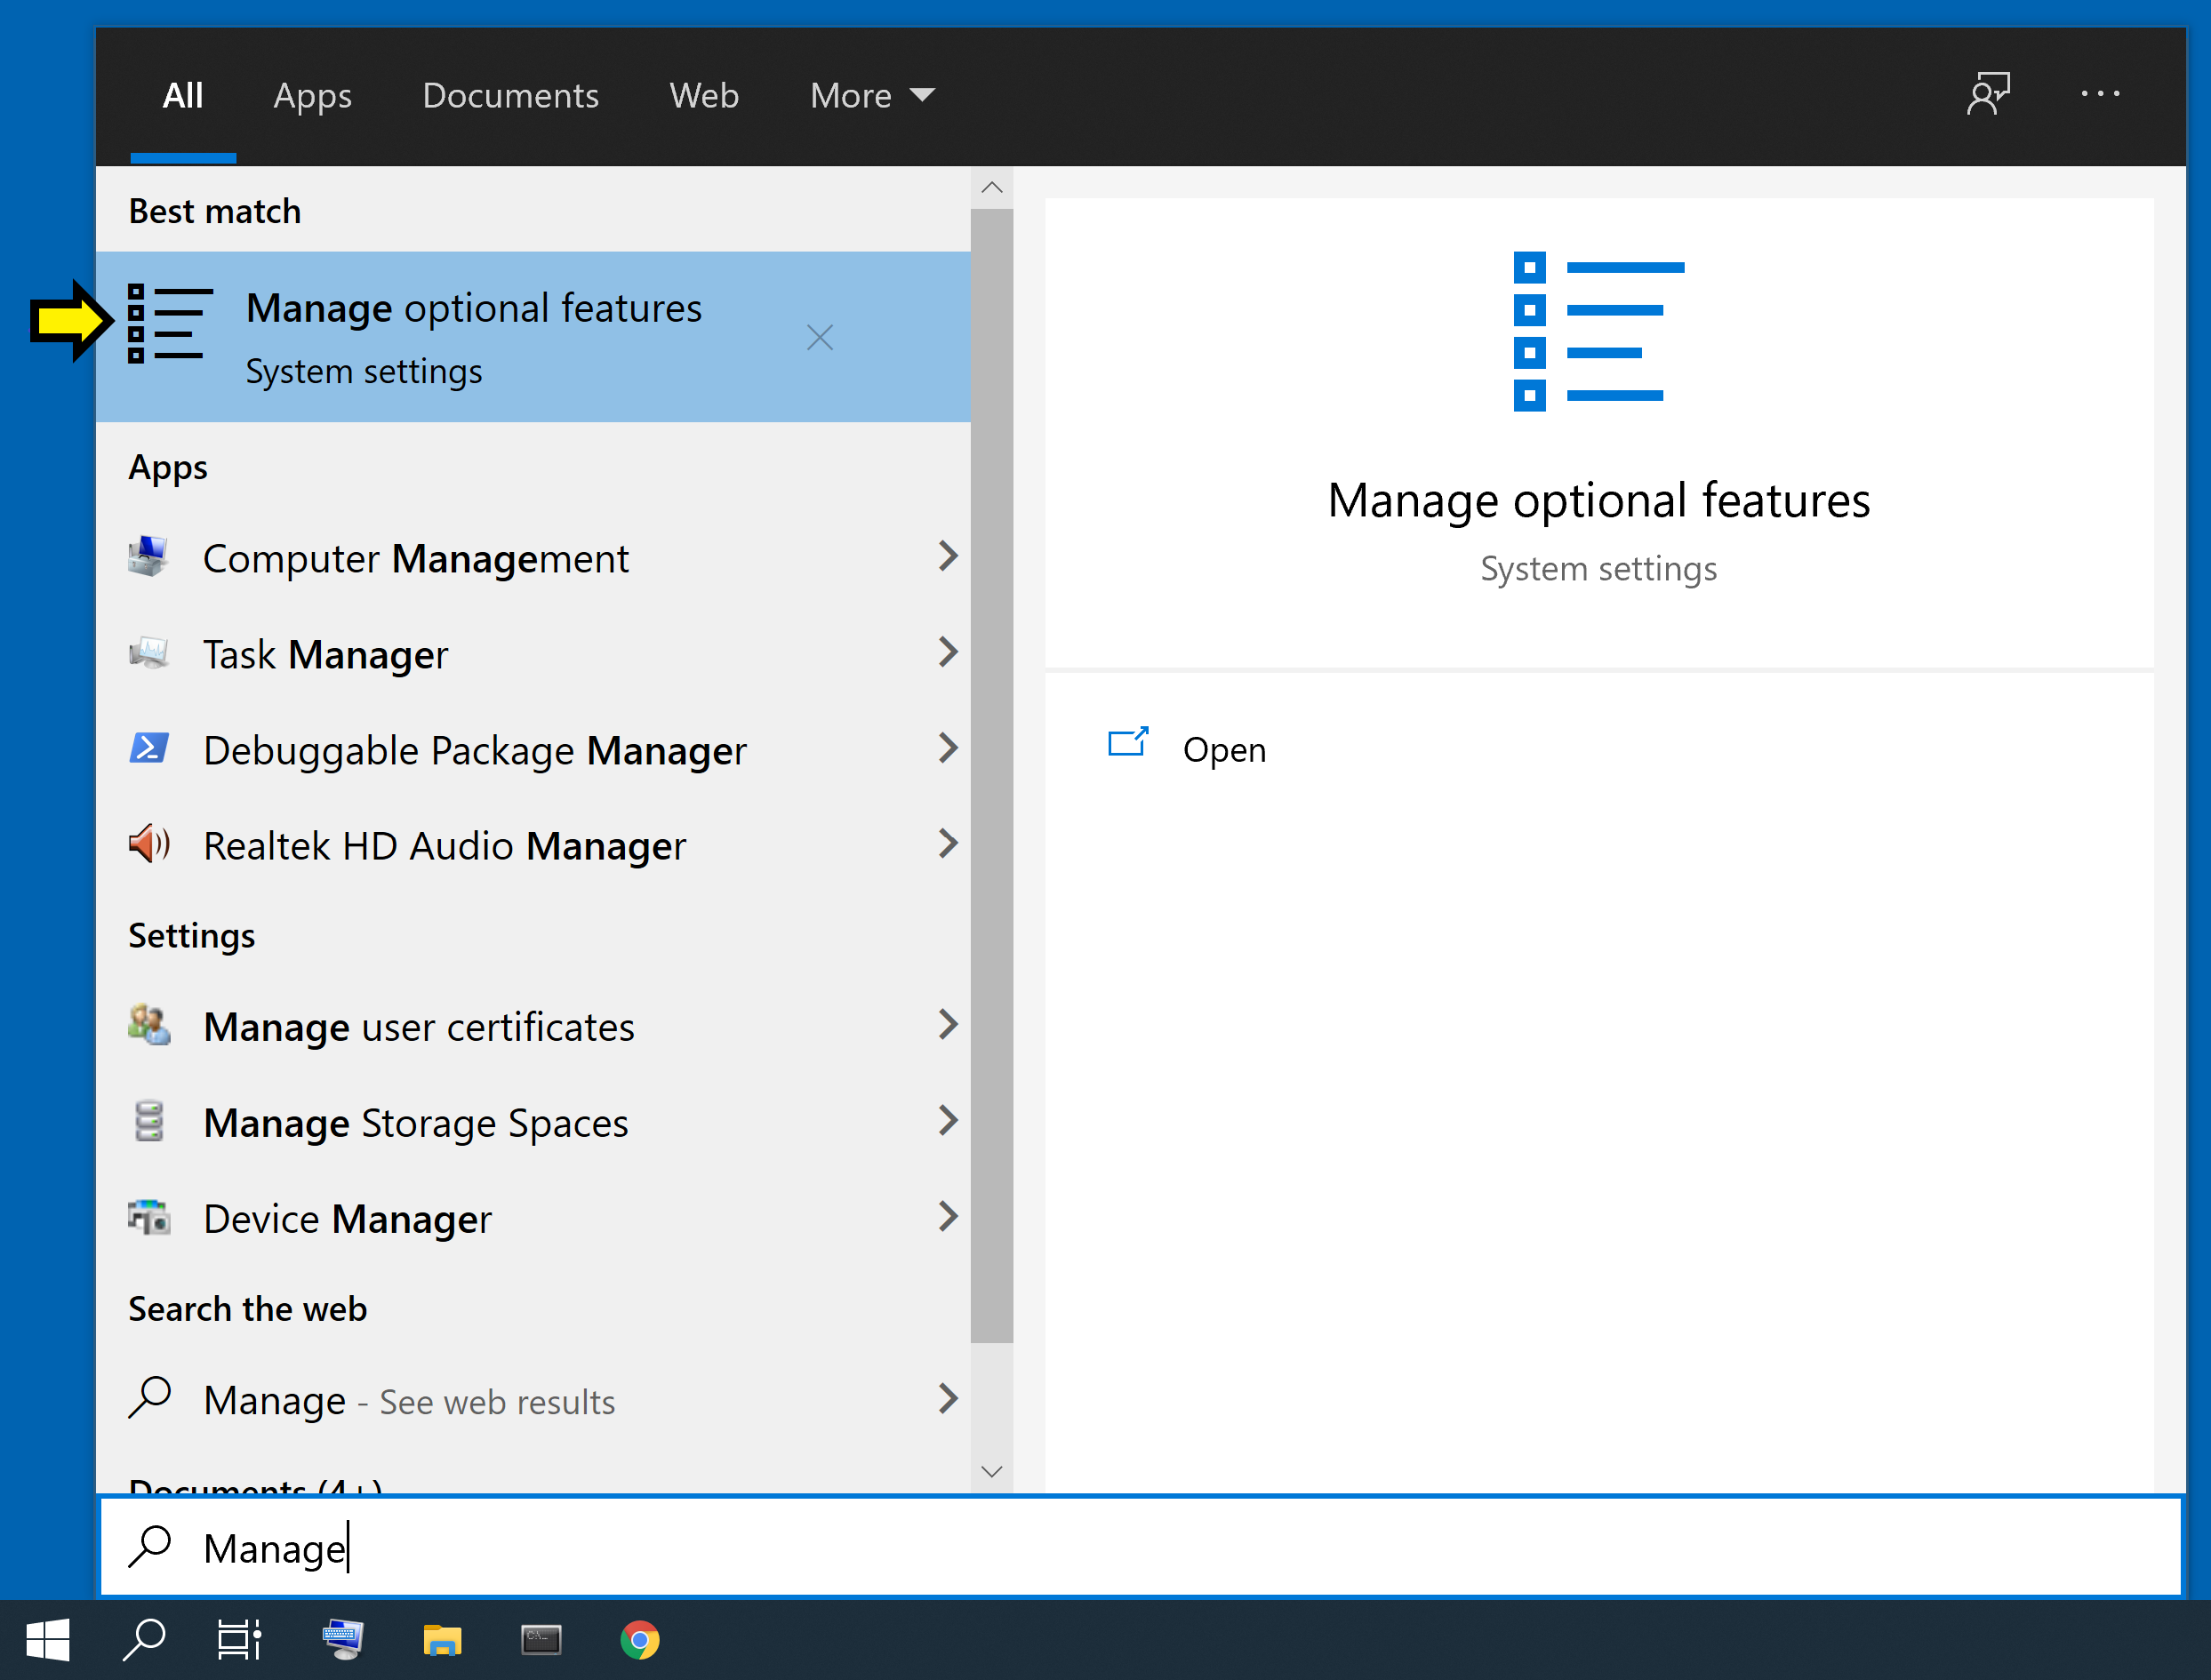 All Apps Documents Web More
Best match
Manage optional features
System settings
Apps
Computer Management
Task Manager
Debuggable Package Manager
Realtek HD Audio Manager
Settings
Manage user certificates
Manage Storage Spaces
Device Manager
Search the web
Manage - See web results
Documents (4+)
Manage optional features
System settings
Open
Manage